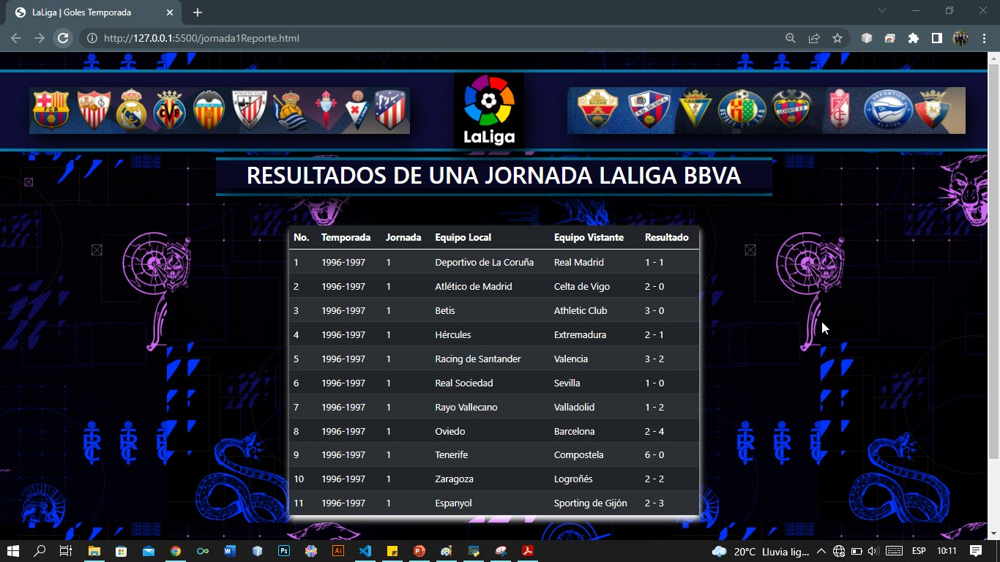 LaLiga | Goles Temporada
http://127.0.0.1:5500/jornada1Reporte.html
LaLiga
RESULTADOS DE UNA JORNADA LALIGA BBVA
No. Temporada Jornada Equipo Local Equipo Vistante Resultado
1 1996-1997 1 Deportivo de La Coruña Real Madrid 1 - 1
2 1996-1997 1 Atlético de Madrid Celta de Vigo 2 - 0
3 1996-1997 1 Betis Athletic Club 3 - 0
4 1996-1997 1 Hércules Extremadura 2 - 1
5 1996-1997 1 Racing de Santander Valencia 3 - 2
6 1996-1997 1 Real Sociedad Sevilla 1 - 0
7 1996-1997 1 Rayo Vallecano Valladolid 1 - 2
8 1996-1997 1 Oviedo Barcelona 2 - 4
9 1996-1997 1 Tenerife Compostela 6 - 0
10 1996-1997 1 Zaragoza Logroñés 2 - 2
11 1996-1997 1 Espanyol Sporting de Gijón 2 - 3
20°C Lluvia lig... ESP 10:11